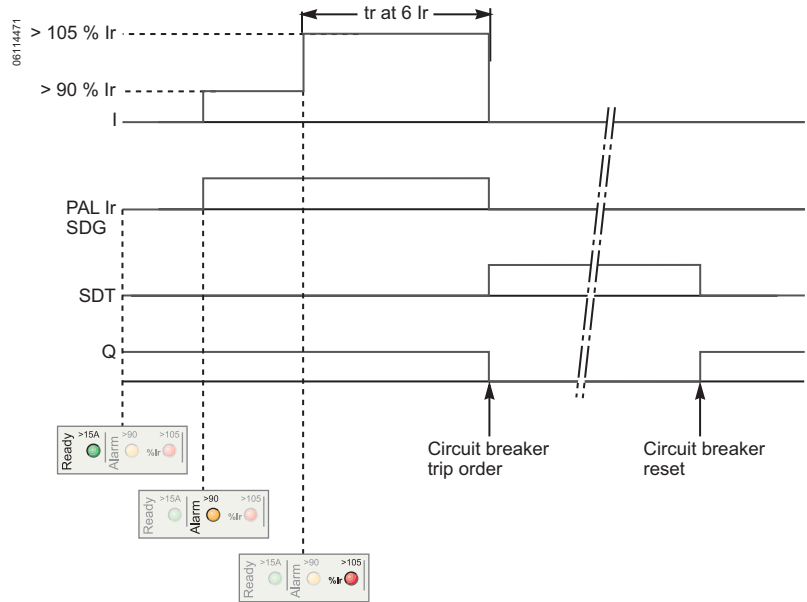 06114471
tr at 6 Ir
> 105 % Ir
> 90 % Ir
I
PAL Ir
SDG
SDT
Q
Circuit breaker
trip order
Circuit breaker
reset
Ready >15A Alarm >90 %Ir >105
Ready >15A Alarm >90 %Ir >105
Ready >15A Alarm >90 %Ir >105